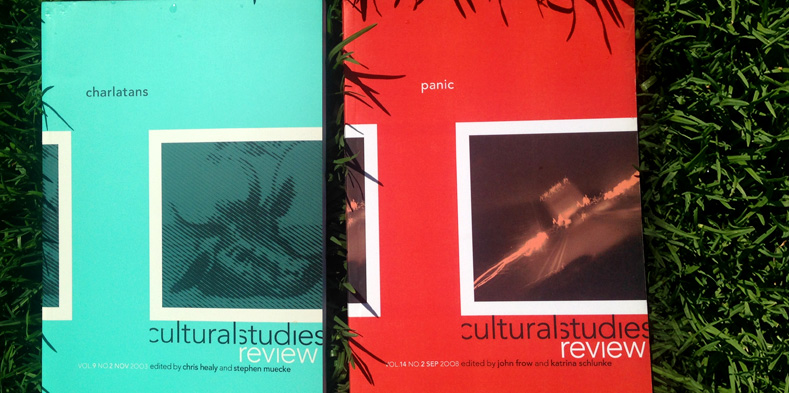 charlatans
culturalstudies
review
VOL.9 NO.2 NOV 2003 edited by chris healy and stephen muecke
panic
culturalstudies
review
VOL.14 NO.2 SEP 2008 edited by john frow and katrina schlunke